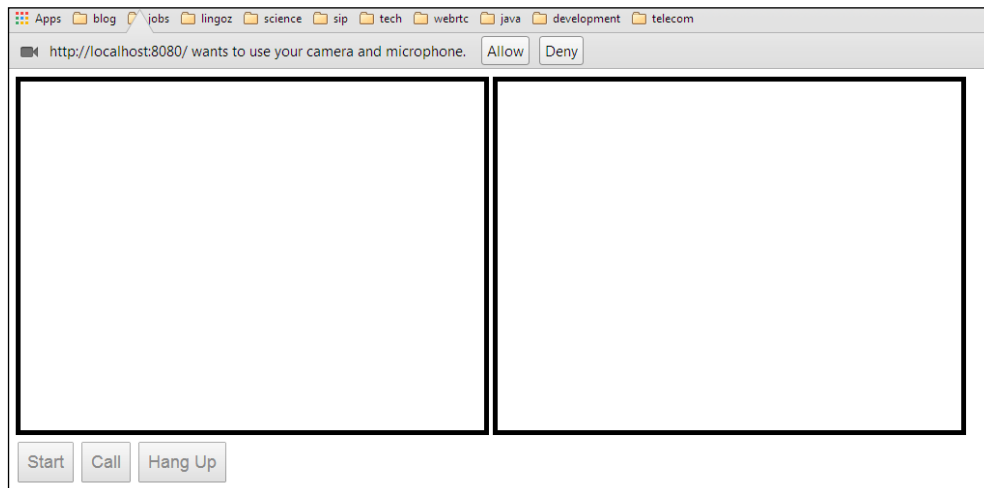 Apps blog jobs lingoz science sip tech webrtc java development telecom
http://localhost:8080/ wants to use your camera and microphone. Allow Deny
Start Call Hang Up